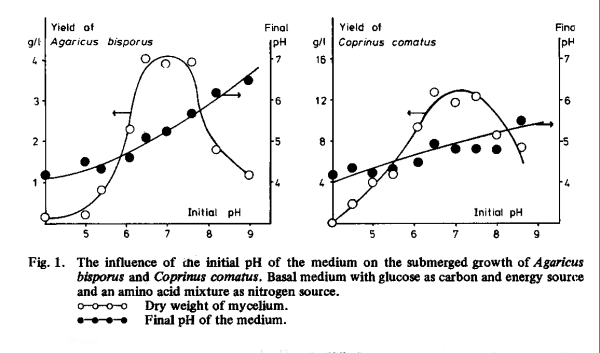 Yield of Final
g/l Agaricus bisporus pH
4 7
3 6
2 5
1 4
Initial pH
5 6 7 8 9
Yield of Final
g/l Coprinus comatus pH
16 7
12 6
8 5
4 4
Initial pH
5 6 7 8 9
Fig. 1. The influence of the initial pH of the medium on the submerged growth of Agaricus
bisporus and Coprinus comatus. Basal medium with glucose as carbon and energy source
and an amino acid mixture as nitrogen source.
Dry weight of mycelium.
Final pH of the medium.